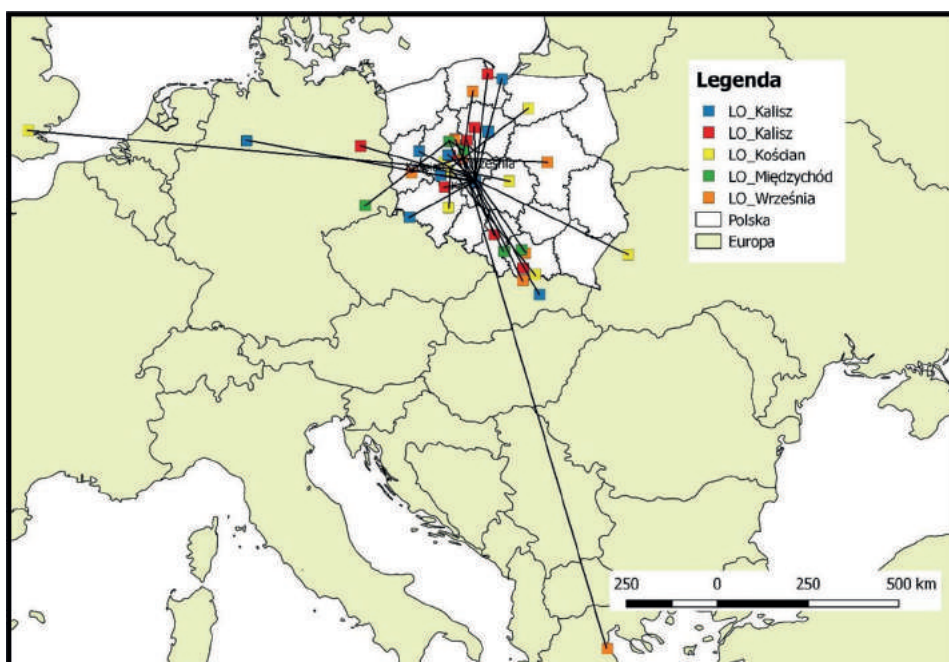 Legenda
LO_Kalisz
LO_Kalisz
LO_Kościan
LO_Międzychód
LO_Września
Polska
Europa
250 0 250 500 km